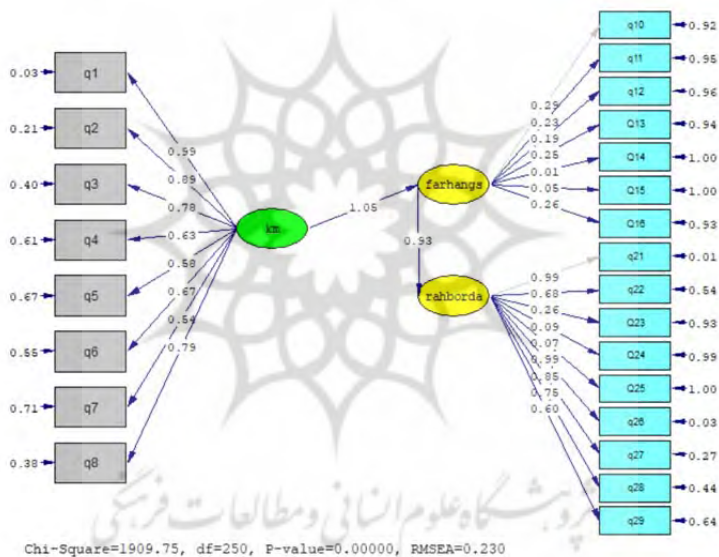 q10
0.92
q11
0.95
0.03
q1
q12
0.96
0.29
0.23
Q13
0.94
0.21
q2
0.19
0.25
Q14
1.00
0.99
0.01
0.89
0.05
Q15
1.00
0.40
q3
0.78
farhangs
0.26
Q16
0.93
0.63
1.05
0.61
q4
km
q21
0.01
0.58
0.93
0.67
q5
0.67
0.99
q22
0.54
0.54
0.68
rahborda
0.26
Q23
0.93
0.79
0.09
Q24
0.99
0.55
q6
0.07
0.99
Q25
1.00
0.85
0.75
q26
0.03
0.71
q7
0.60
q27
0.27
q28
0.44
0.38
q8
q29
0.64
پژوهشگاه علوم انسانی و مطالعات فرهنگی
Chi-Square=1909.75, df=250, P-value=0.00000, RMSEA=0.230